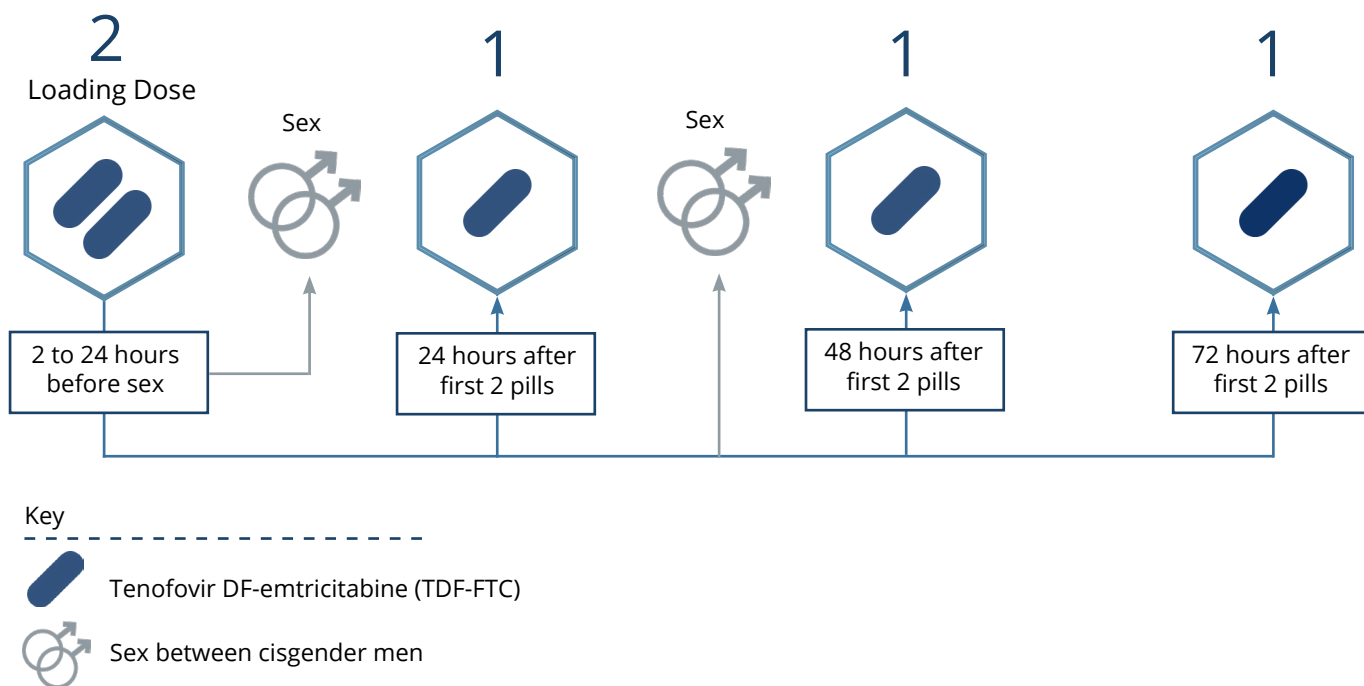 2
Loading Dose
Sex
1
Sex
1
1
2 to 24 hours
before sex
24 hours after
first 2 pills
48 hours after
first 2 pills
72 hours after
first 2 pills
Key
Tenofovir DF-emtricitabine (TDF-FTC)
Sex between cisgender men